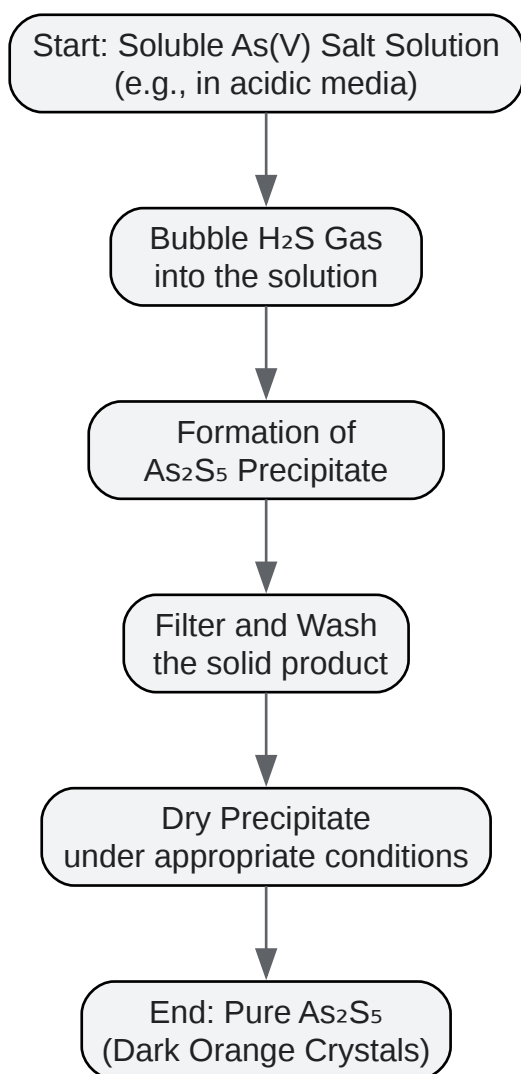 Start: Soluble As(V) Salt Solution
(e.g., in acidic media)
Bubble H₂S Gas
into the solution
Formation of
As₂S₅ Precipitate
Filter and Wash
the solid product
Dry Precipitate
under appropriate conditions
End: Pure As₂S₅
(Dark Orange Crystals)